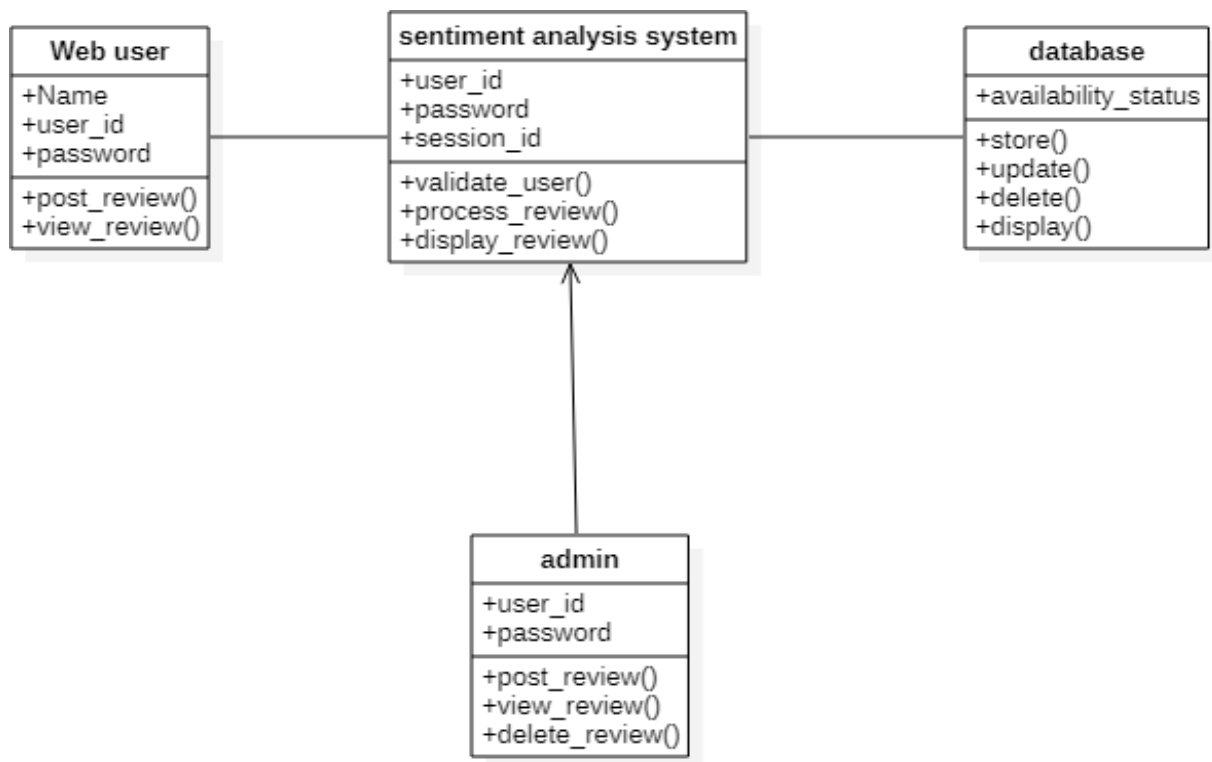 Web user
+Name
+user_id
+password
+post_review()
+view_review()
sentiment analysis system
+user_id
+password
+session_id
+validate_user()
+process_review()
+display_review()
database
+availability_status
+store()
+update()
+delete()
+display()
admin
+user_id
+password
+post_review()
+view_review()
+delete_review()